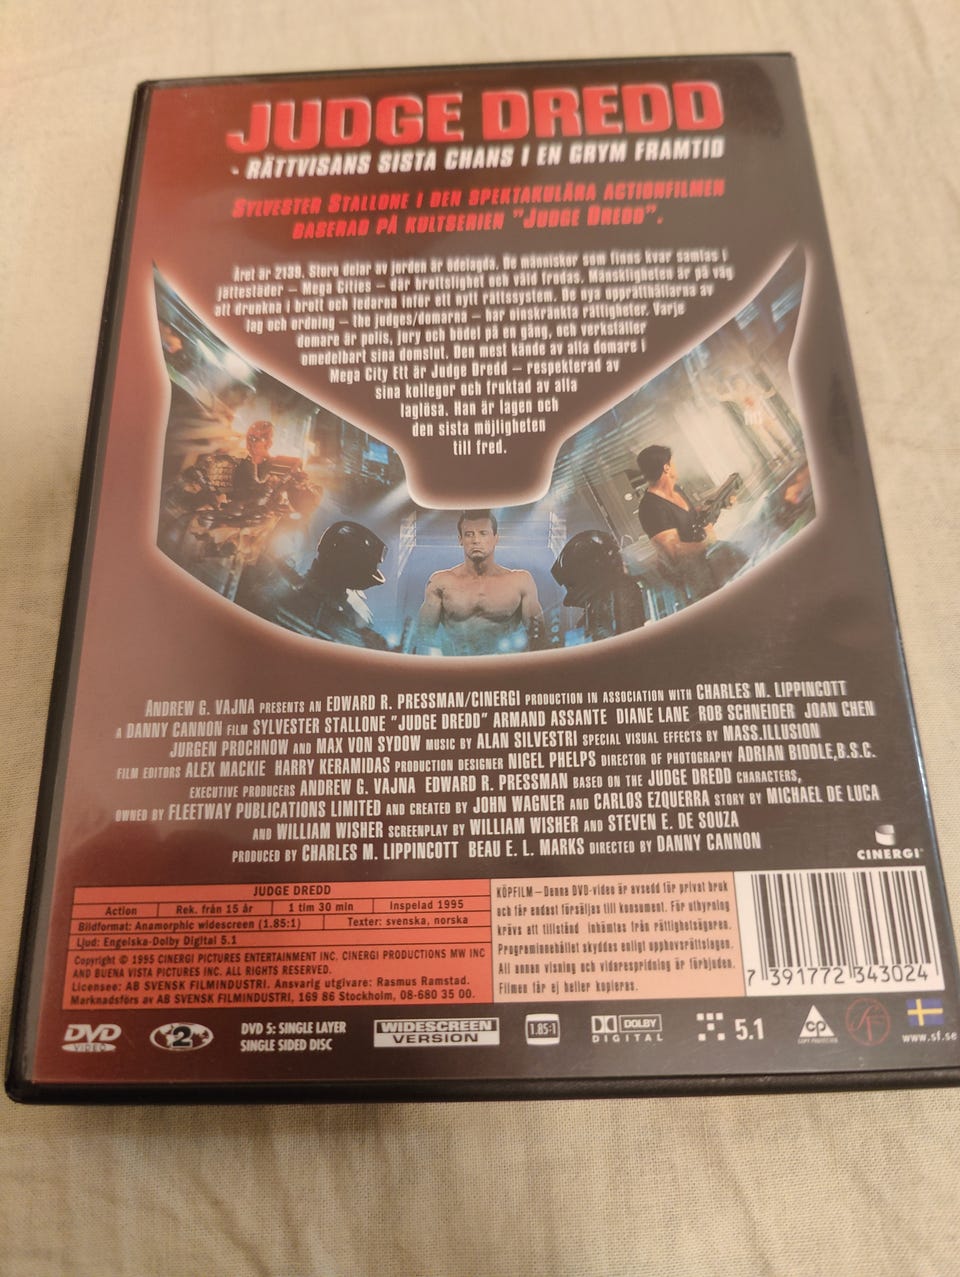 JUDGE DREDD
- RÄTTVISANS SISTA CHANS I EN GRYM FRAMTID
SYLVESTER STALLONE I DEN SPEKTAKULÄRA ACTIONFILMEN
BASERAD PÅ KULTSERIEN "JUDGE DREDD".
Året är 2139. Stora delar av jorden är ödelagda. De människor som finns kvar samlas i
jättestäder – Mega Cities – där brottslighet och våld frodas. Mänskligheten är på väg
att drunkna i brott och ledarna inför ett nytt rättssystem. De nya upprätthållarna av
lag och ordning – the judges/domarna – har oinskränkta rättigheter. Varje
domare är polis, jury och bödel på en gång, och verkställer
omedelbart sina domslut. Den mest kände av alla domare i
Mega City Ett är Judge Dredd – respekterad av
sina kolleger och fruktad av alla
laglösa. Han är lagen och
den sista möjligheten
till fred.
ANDREW G. VAJNA PRESENTS AN EDWARD R. PRESSMAN/CINERGI PRODUCTION IN ASSOCIATION WITH CHARLES M. LIPPINCOTT
A DANNY CANNON FILM SYLVESTER STALLONE "JUDGE DREDD" ARMAND ASSANTE DIANE LANE ROB SCHNEIDER JOAN CHEN
JURGEN PROCHNOW AND MAX VON SYDOW MUSIC BY ALAN SILVESTRI SPECIAL VISUAL EFFECTS BY MASS.ILLUSION
FILM EDITORS ALEX MACKIE HARRY KERAMIDAS PRODUCTION DESIGNER NIGEL PHELPS DIRECTOR OF PHOTOGRAPHY ADRIAN BIDDLE,B.S.C.
EXECUTIVE PRODUCERS ANDREW G. VAJNA EDWARD R. PRESSMAN BASED ON THE JUDGE DREDD CHARACTERS,
OWNED BY FLEETWAY PUBLICATIONS LIMITED AND CREATED BY JOHN WAGNER AND CARLOS EZQUERRA STORY BY MICHAEL DE LUCA
AND WILLIAM WISHER SCREENPLAY BY WILLIAM WISHER AND STEVEN E. DE SOUZA
PRODUCED BY CHARLES M. LIPPINCOTT BEAU E. L. MARKS DIRECTED BY DANNY CANNON
CINERGI
JUDGE DREDD
Action Rek. från 15 år 1 tim 30 min Inspelad 1995
Bildformat: Anamorphic widescreen (1.85:1) Texter: svenska, norska
Ljud: Engelska-Dolby Digital 5.1
Copyright © 1995 CINERGI PICTURES ENTERTAINMENT INC. CINERGI PRODUCTIONS MW INC
AND BUENA VISTA PICTURES INC. ALL RIGHTS RESERVED.
Licensee: AB SVENSK FILMINDUSTRI. Ansvarig utgivare: Rasmus Ramstad.
Marknadsförs av AB SVENSK FILMINDUSTRI, 169 86 Stockholm, 08-680 35 00.
KÖPFILM – Denna DVD-video är avsedd för privat bruk
och får endast försäljas till konsument. För uthyrning
krävs att tillstånd inhämtas från rättighetsägaren.
Programinnehållet skyddas enligt upphovsrättslagen.
All annan visning och vidarespridning är förbjuden.
Filmen får ej heller kopieras.
7 391772 343024
DVD VIDEO
2
DVD 5: SINGLE LAYER
SINGLE SIDED DISC
WIDESCREEN
VERSION
1.85:1
DOLBY
DIGITAL
5.1
CP
COPY PROTECTED
SF
www.sf.se